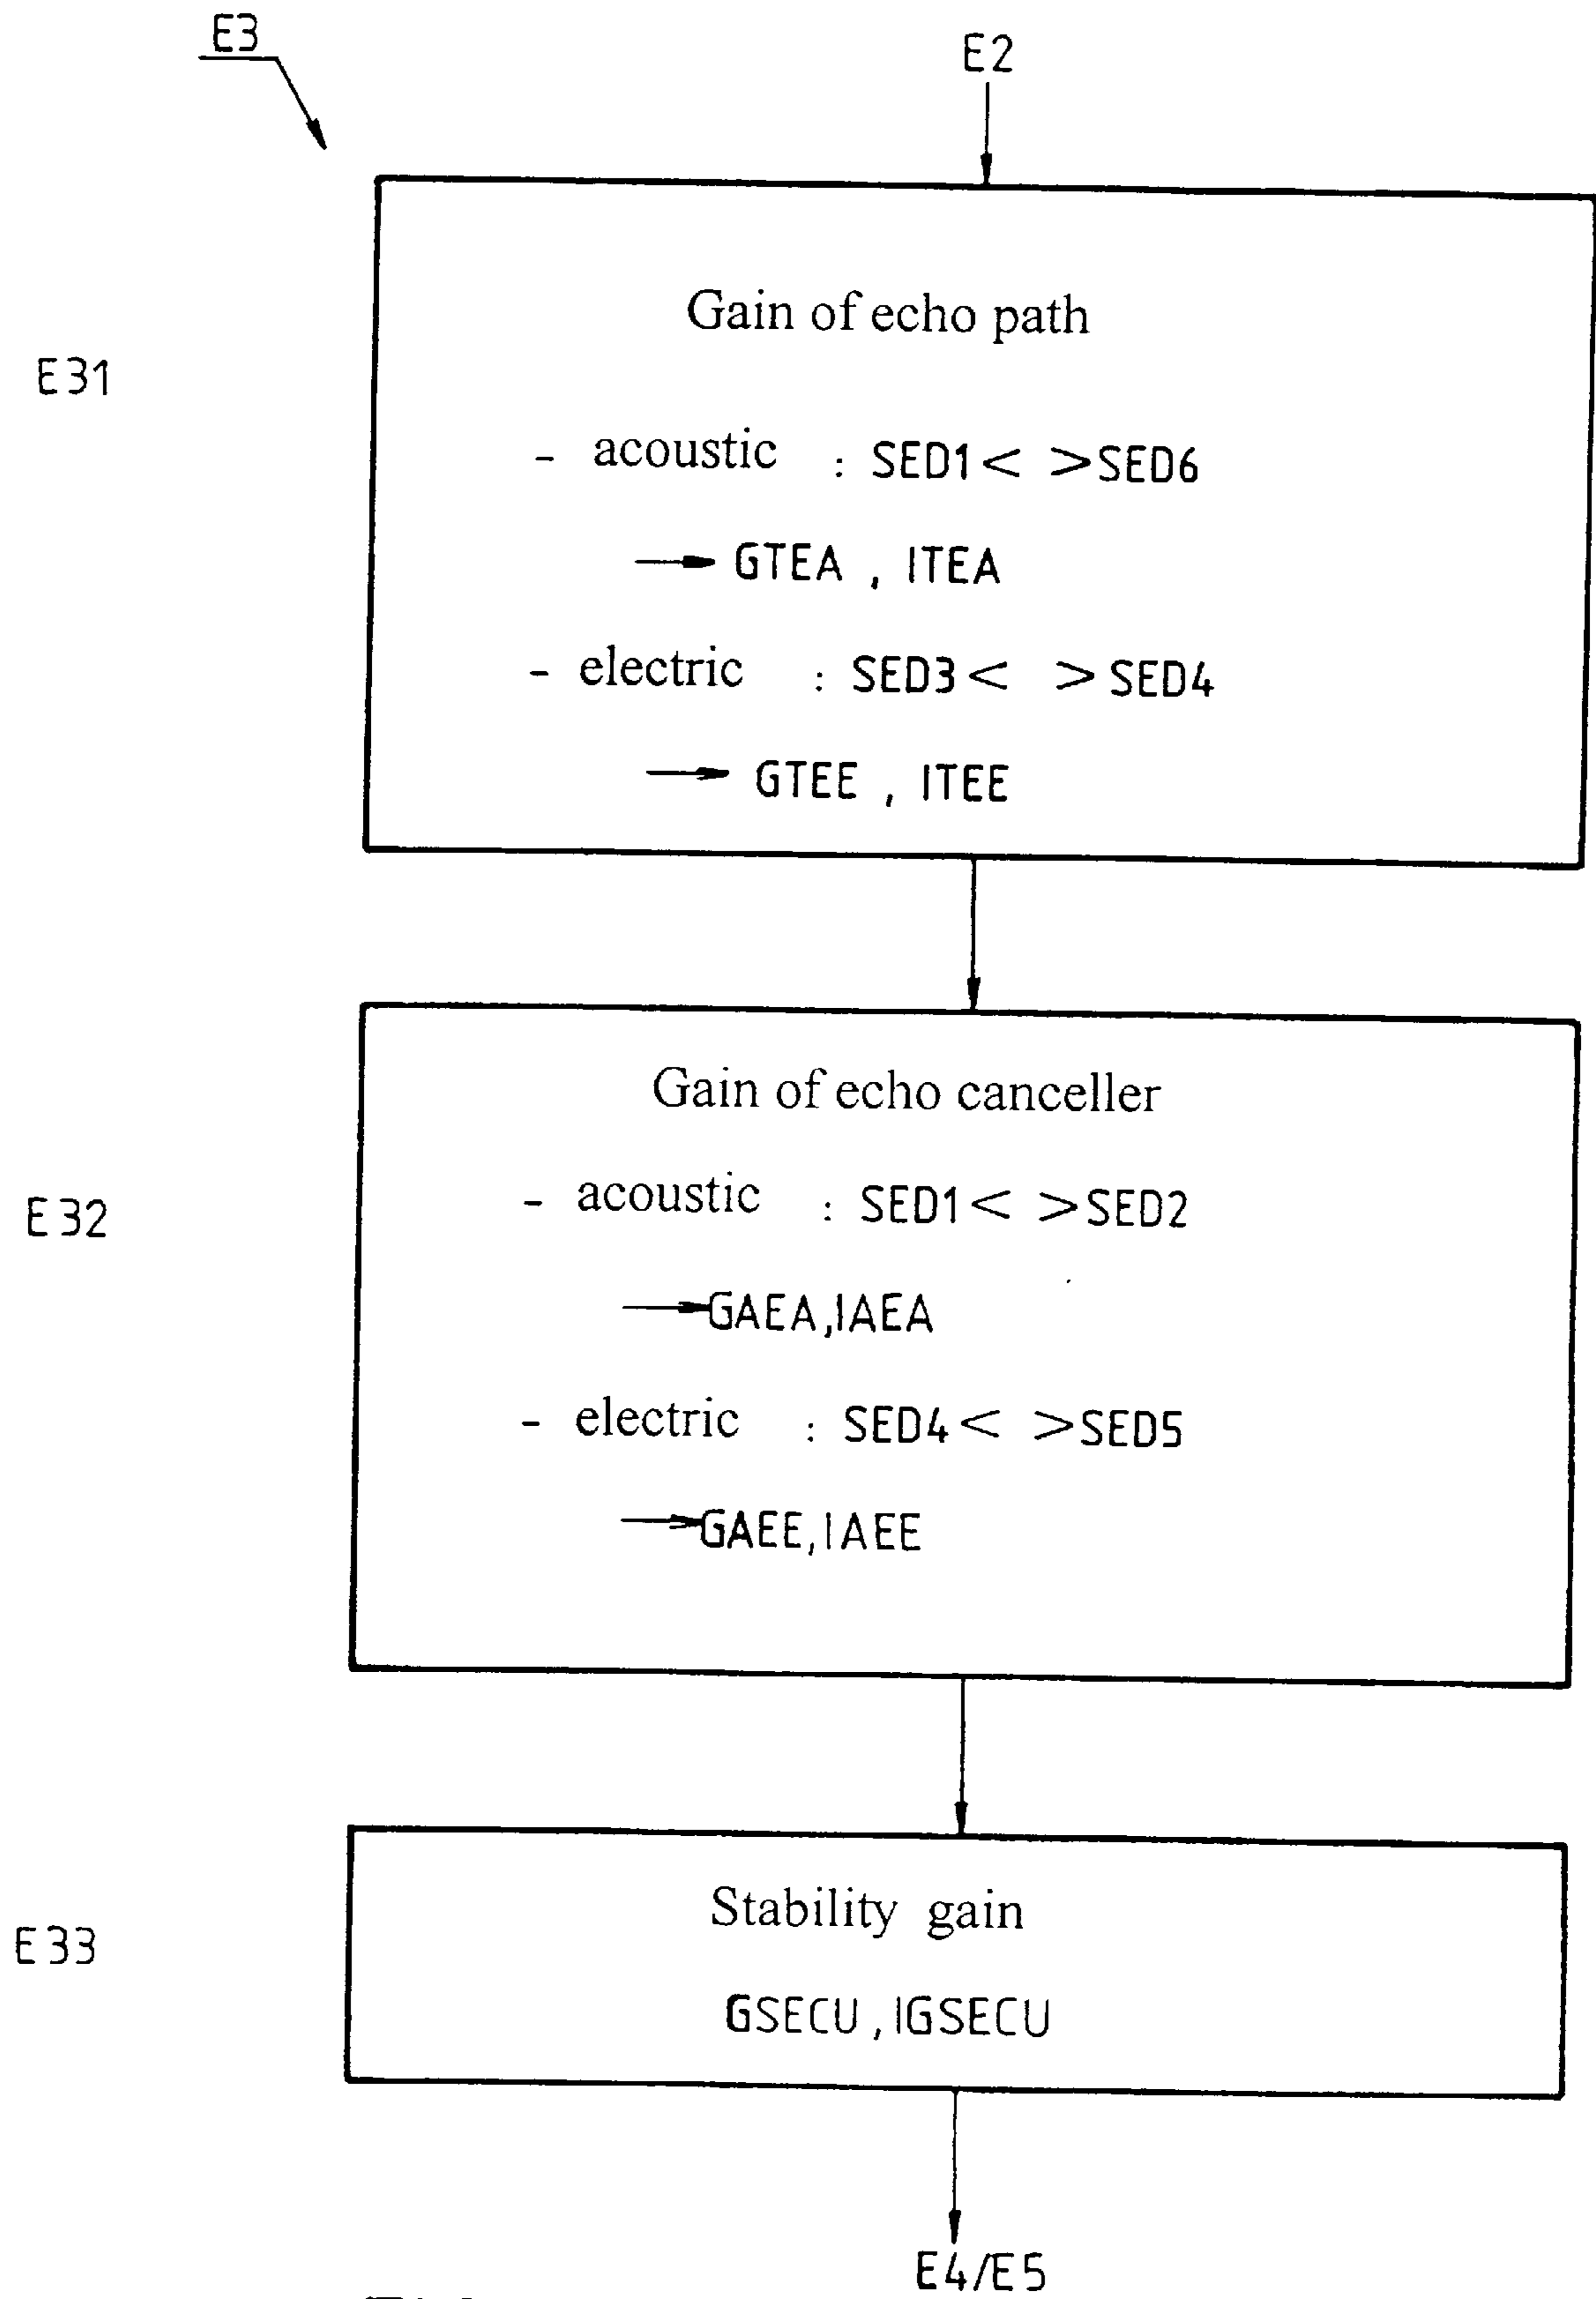 E3
E2
E31
Gain of echo path
- acoustic : SED1 < > SED6
→ GTEA , ITEA
- electric : SED3 < > SED4
→ GTEE , ITEE
E32
Gain of echo canceller
- acoustic : SED1 < > SED2
→ GAEA,IAEA
- electric : SED4 < > SED5
→ GAEE,IAEE
E33
Stability gain
GSECU,IGSECU
E4/E5